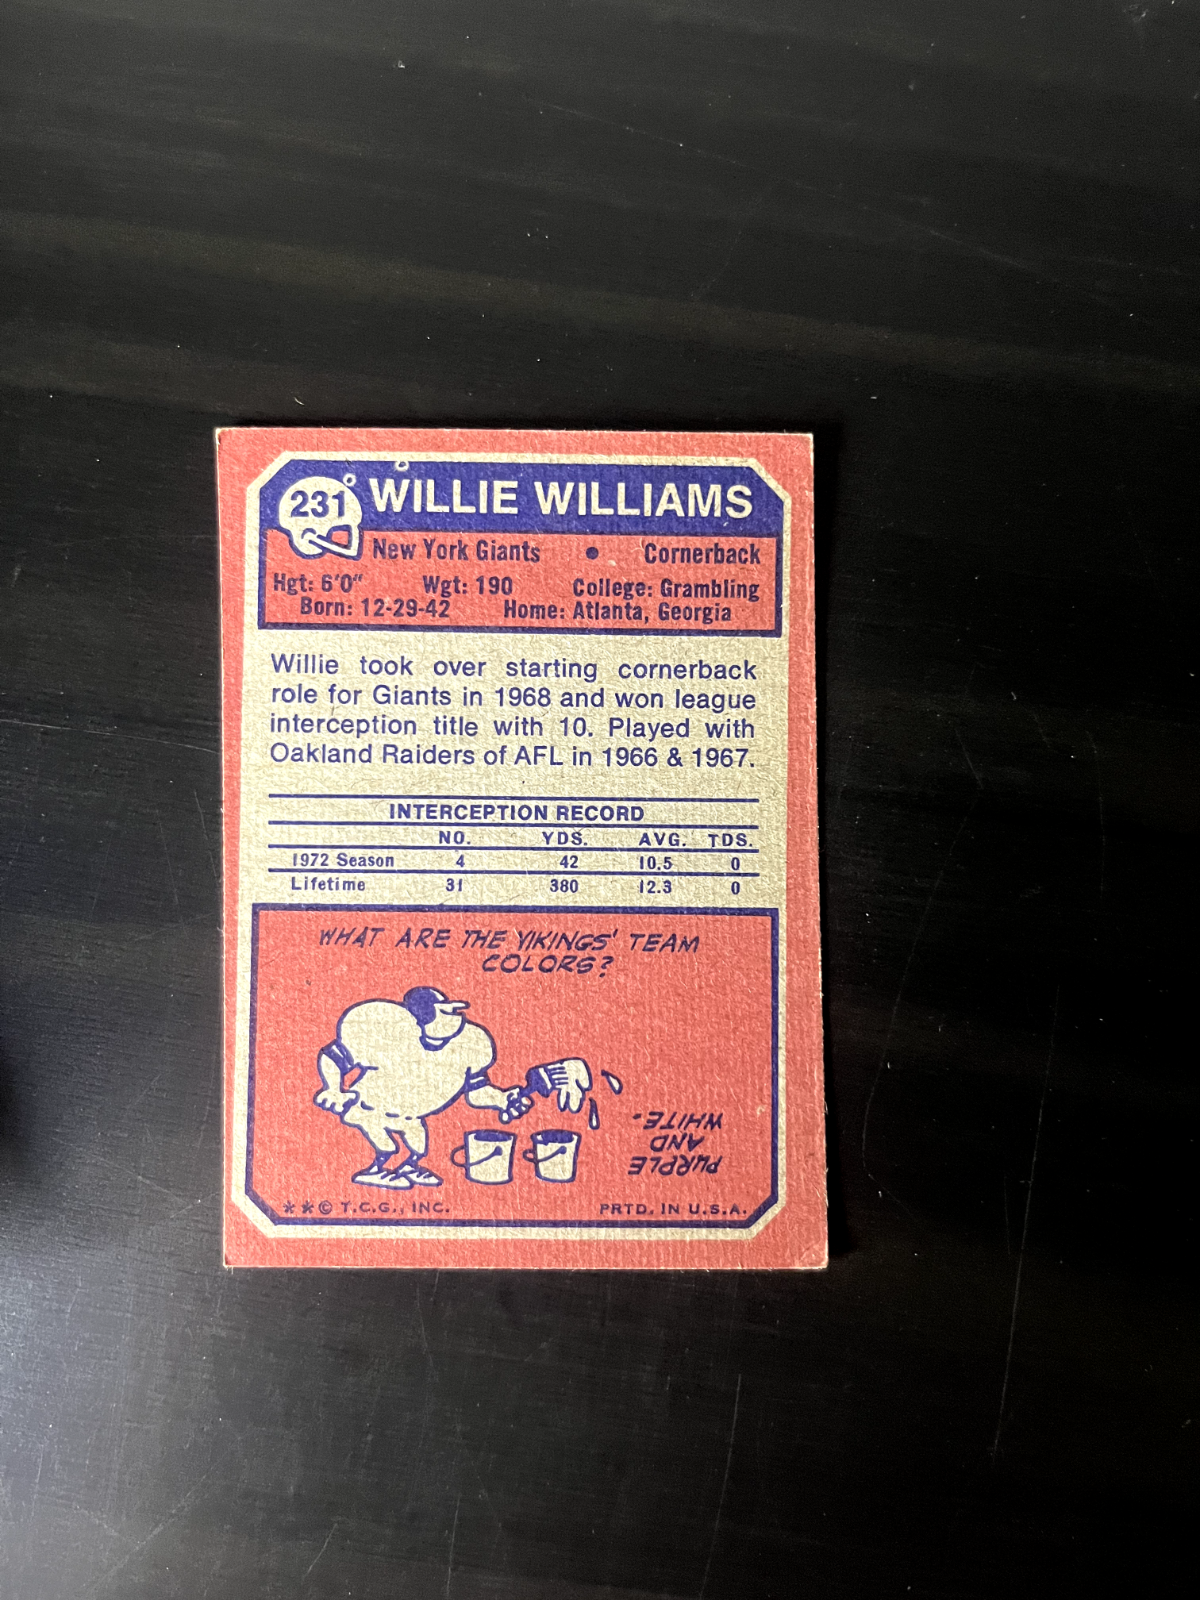 231 WILLIE WILLIAMS
New York Giants • Cornerback
Hgt: 6'0" Wgt: 190 College: Grambling
Born: 12-29-42 Home: Atlanta, Georgia
Willie took over starting cornerback
role for Giants in 1968 and won league
interception title with 10. Played with
Oakland Raiders of AFL in 1966 & 1967.
INTERCEPTION RECORD
NO. YDS. AVG. TDS.
1972 Season 4 42 10.5 0
Lifetime 31 380 12.3 0
WHAT ARE THE VIKINGS' TEAM
COLORS?
PURPLE
AND
WHITE.
**© T.C.G., INC. PRTD. IN U.S.A.